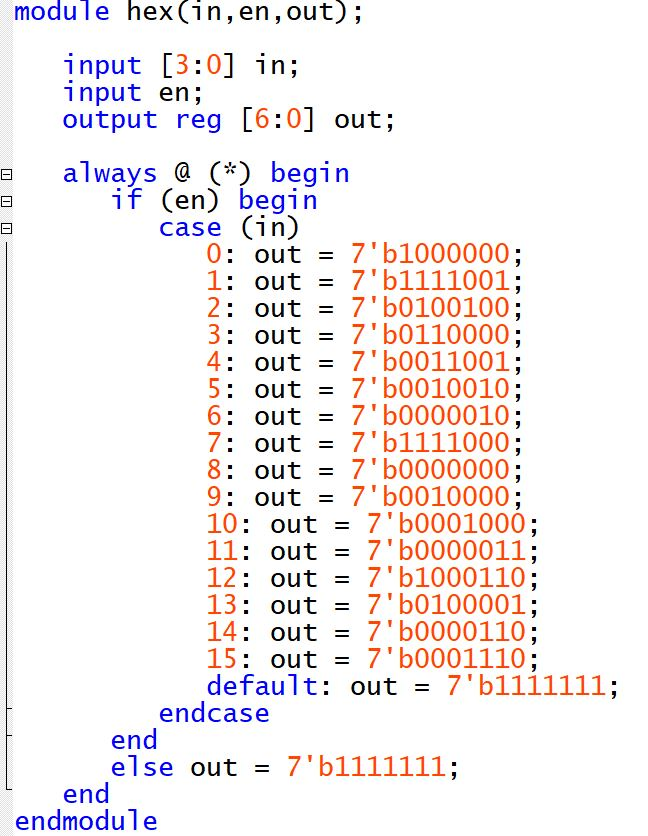 module hex(in,en,out);
input [3:0] in;
input en;
output reg [6:0] out;
always @ (*) begin
if (en) begin
case (in)
0: out = 7'b1000000;
1: out = 7'b1111001;
2: out = 7'b0100100;
3: out = 7'b0110000;
4: out = 7'b0011001;
5: out = 7'b0010010;
6: out = 7'b0000010;
7: out = 7'b1111000;
8: out = 7'b0000000;
9: out = 7'b0010000;
10: out = 7'b0001000;
11: out = 7'b0000011;
12: out = 7'b1000110;
13: out = 7'b0100001;
14: out = 7'b0000110;
15: out = 7'b0001110;
default: out = 7'b1111111;
endcase
end
else out = 7'b1111111;
end
endmodule